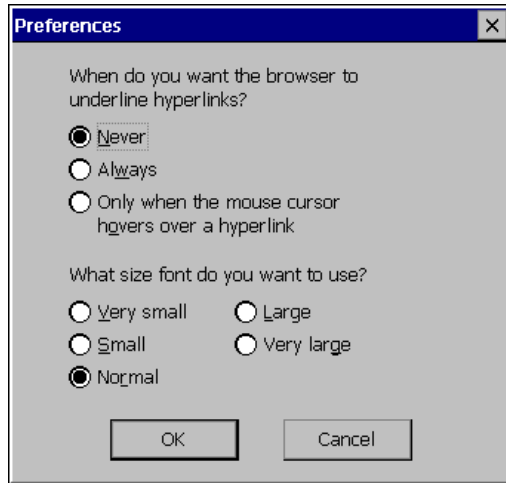 Preferences
When do you want the browser to
underline hyperlinks?
Never
Always
Only when the mouse cursor
hovers over a hyperlink
What size font do you want to use?
Very small
Large
Small
Very large
Normal
OK
Cancel